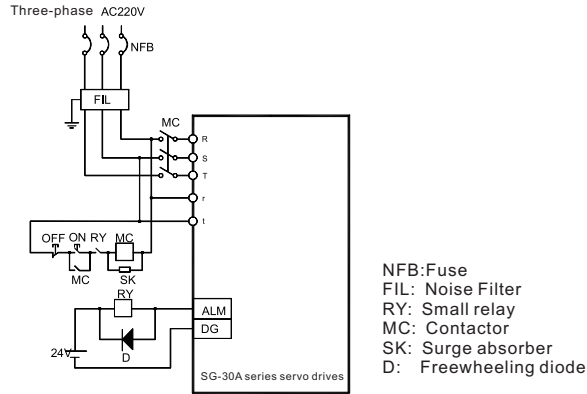 Three-phase AC220V
NFB
FIL
MC
R
S
T
r
t
OFF ON RY MC
MC SK
RY
ALM
DG
24V
D
SG-30A series servo drives
NFB:Fuse
FIL: Noise Filter
RY: Small relay
MC: Contactor
SK: Surge absorber
D: Freewheeling diode